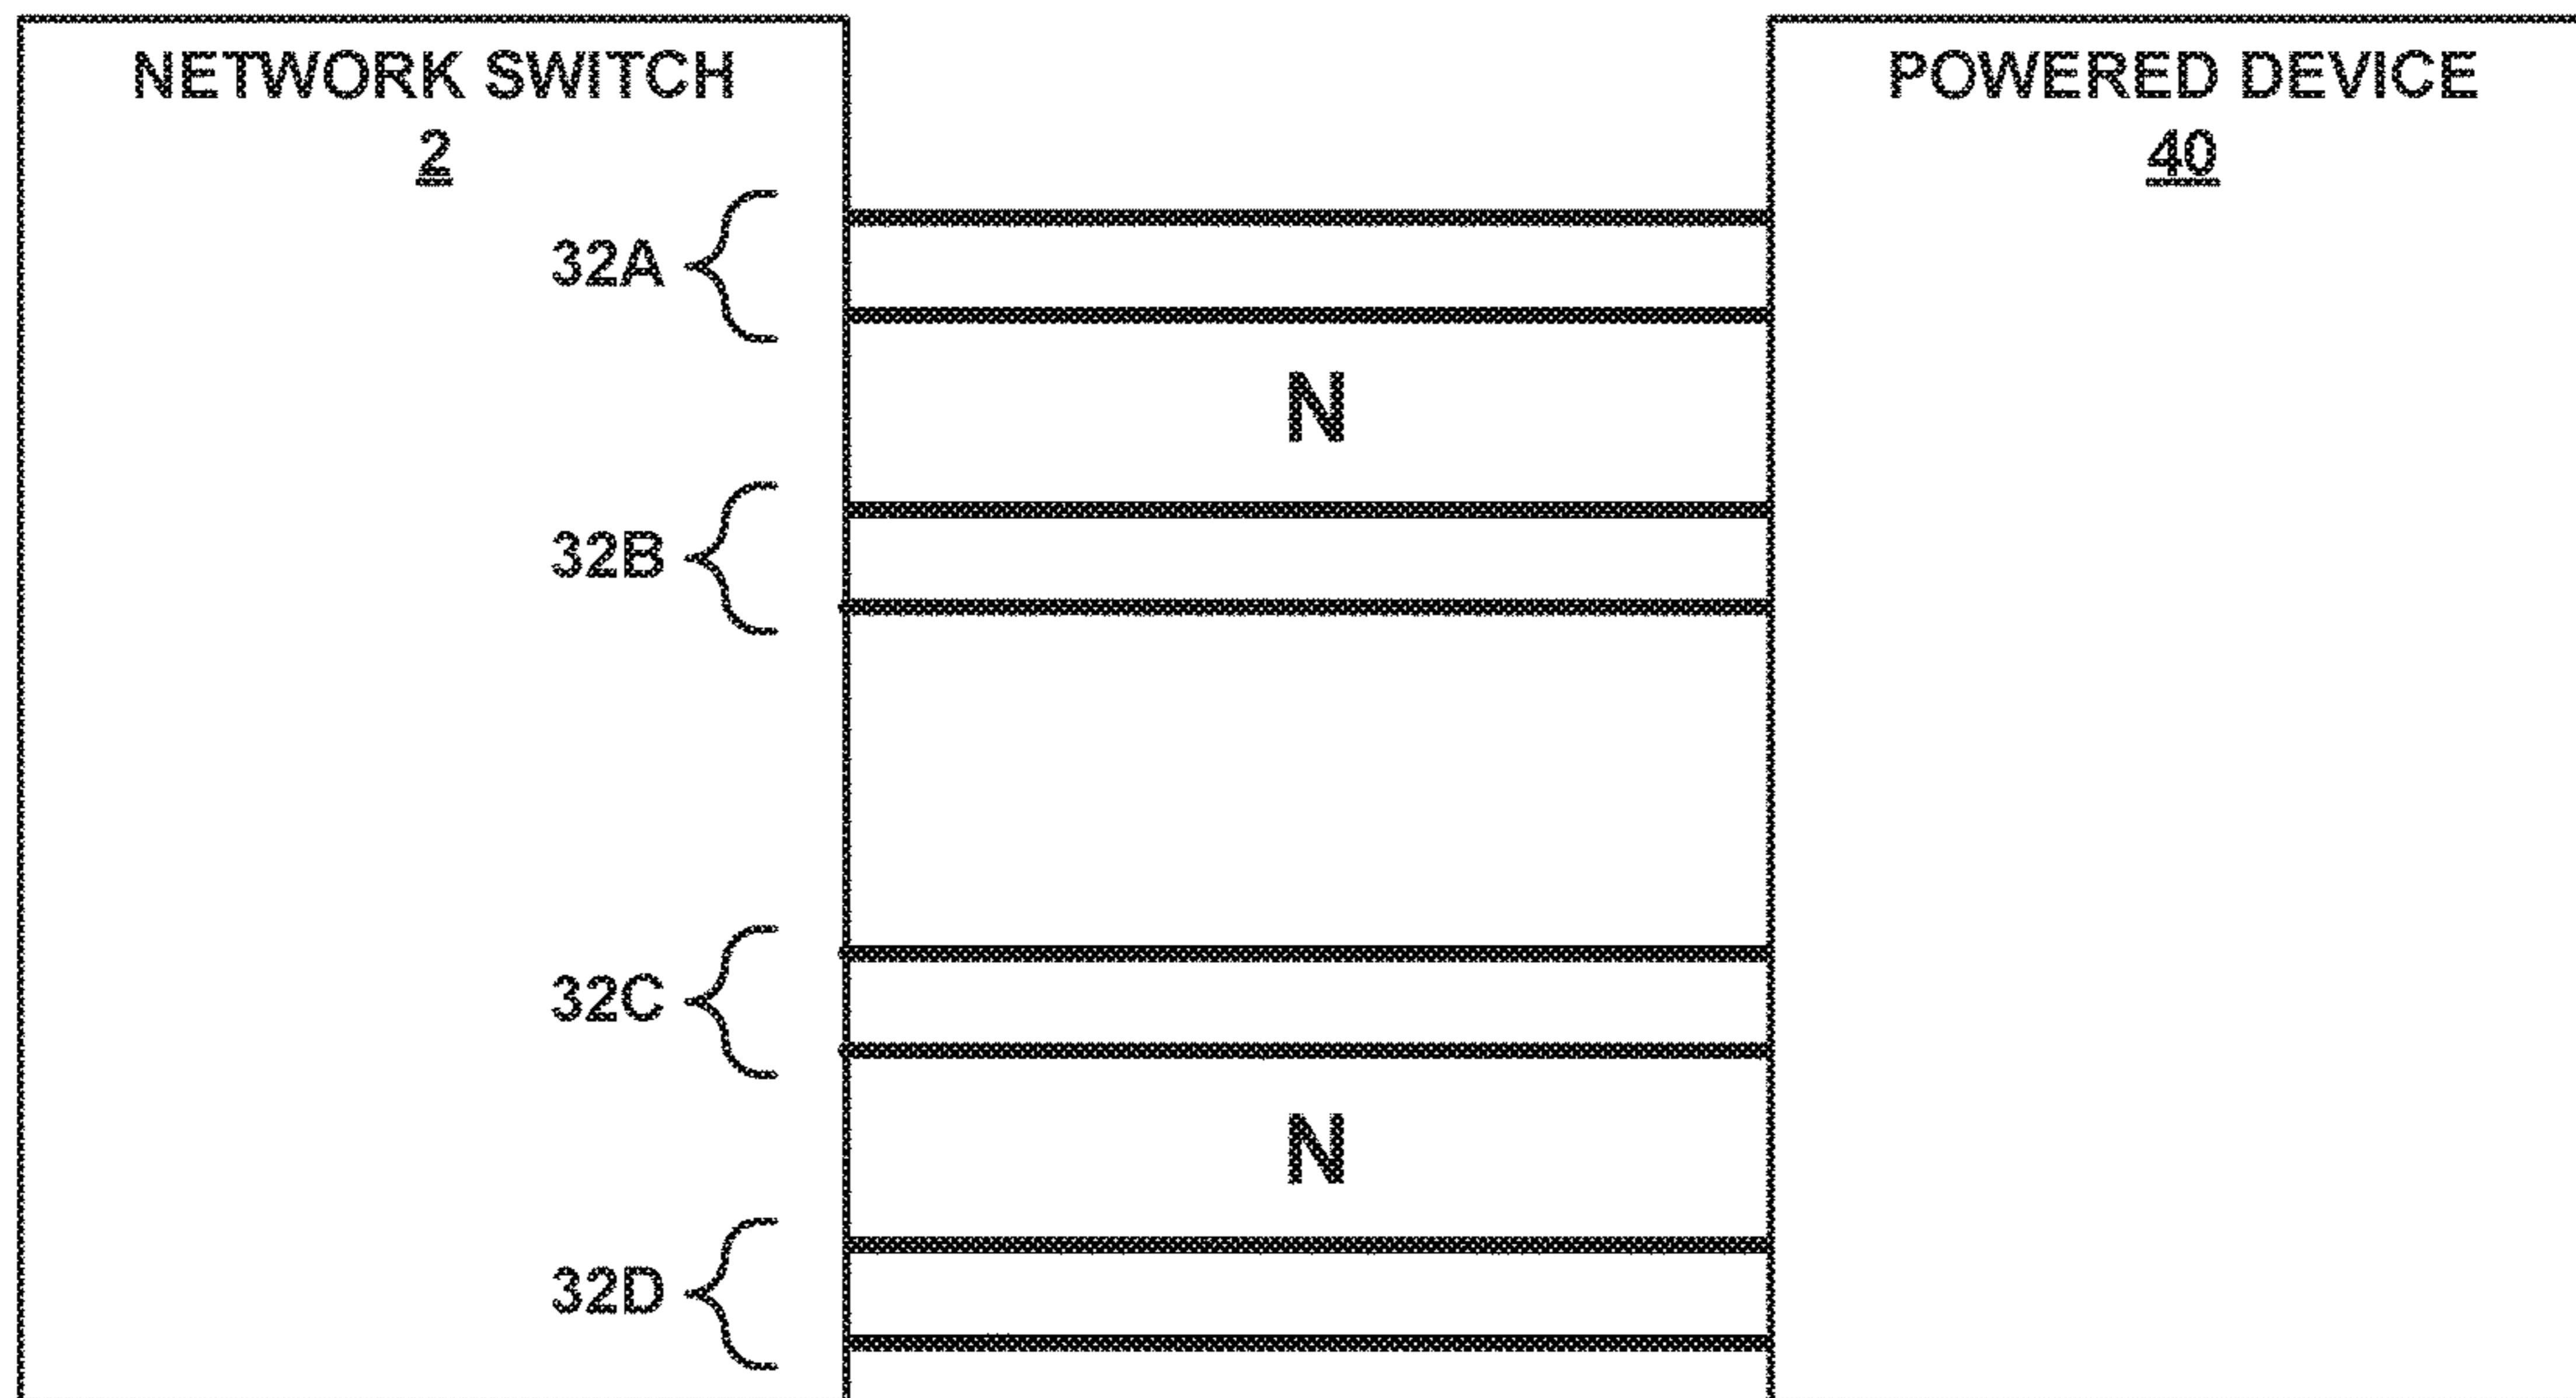 NETWORK SWITCH
2
POWERED DEVICE
40
32A
N
32B
32C
N
32D